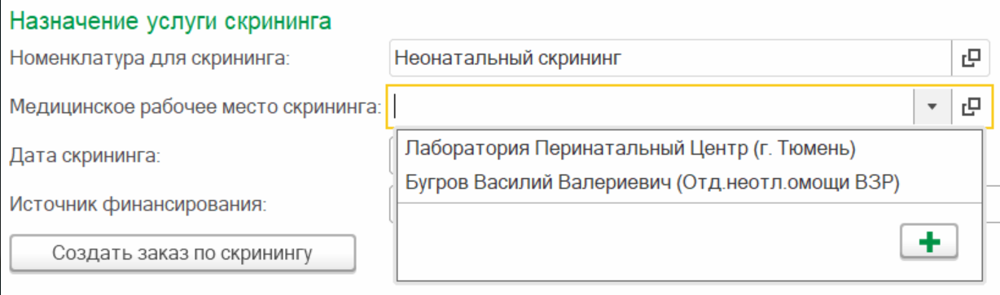 Назначение услуги скрининга
Номенклатура для скрининга: Неонатальный скрининг
Медицинское рабочее место скрининга:
Лаборатория Перинатальный Центр (г. Тюмень)
Дата скрининга:
Бугров Василий Валериевич (Отд.неотл.омощи ВЗР)
Источник финансирования:
Создать заказ по скринингу